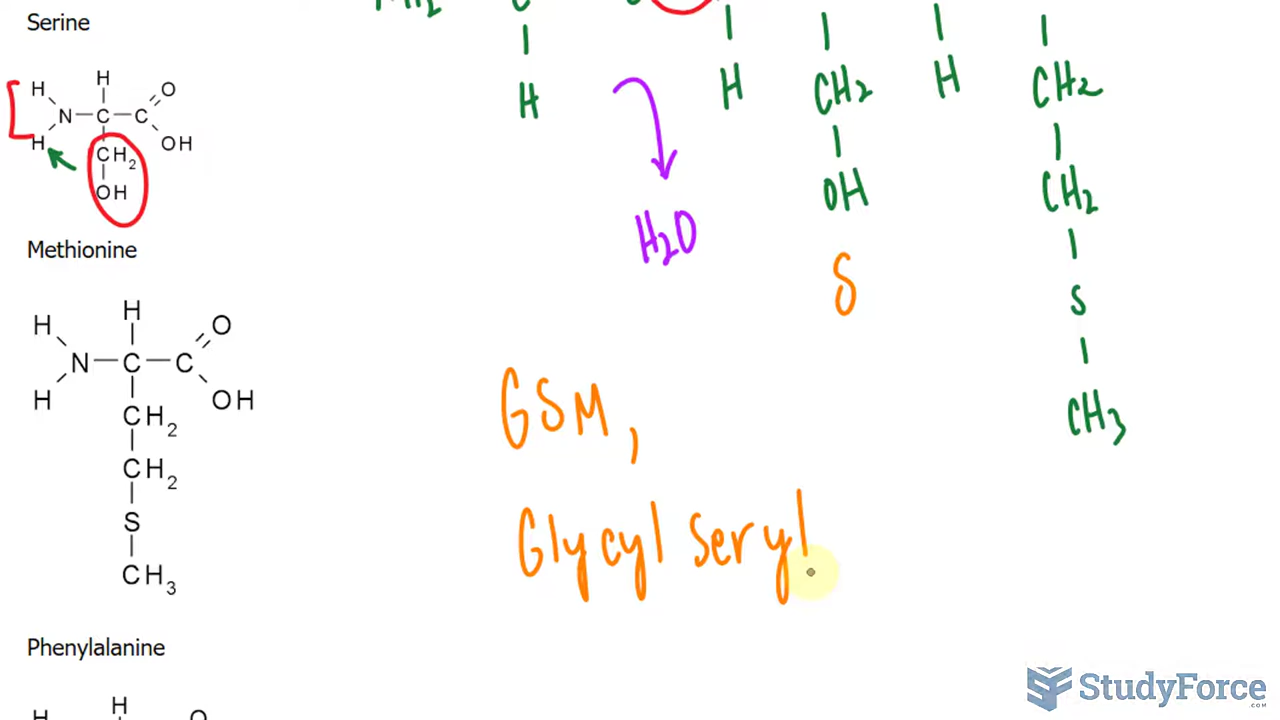 Serine
H H O
N C C
H OH
CH2
OH
H H CH2 H CH2
OH CH2
H2O
S
S
CH3
Methionine
H
H O
N C C
H OH
CH2
CH2
S
CH3
GSM,
Glycyl Seryl
Phenylalanine
H H O
StudyForce
.com